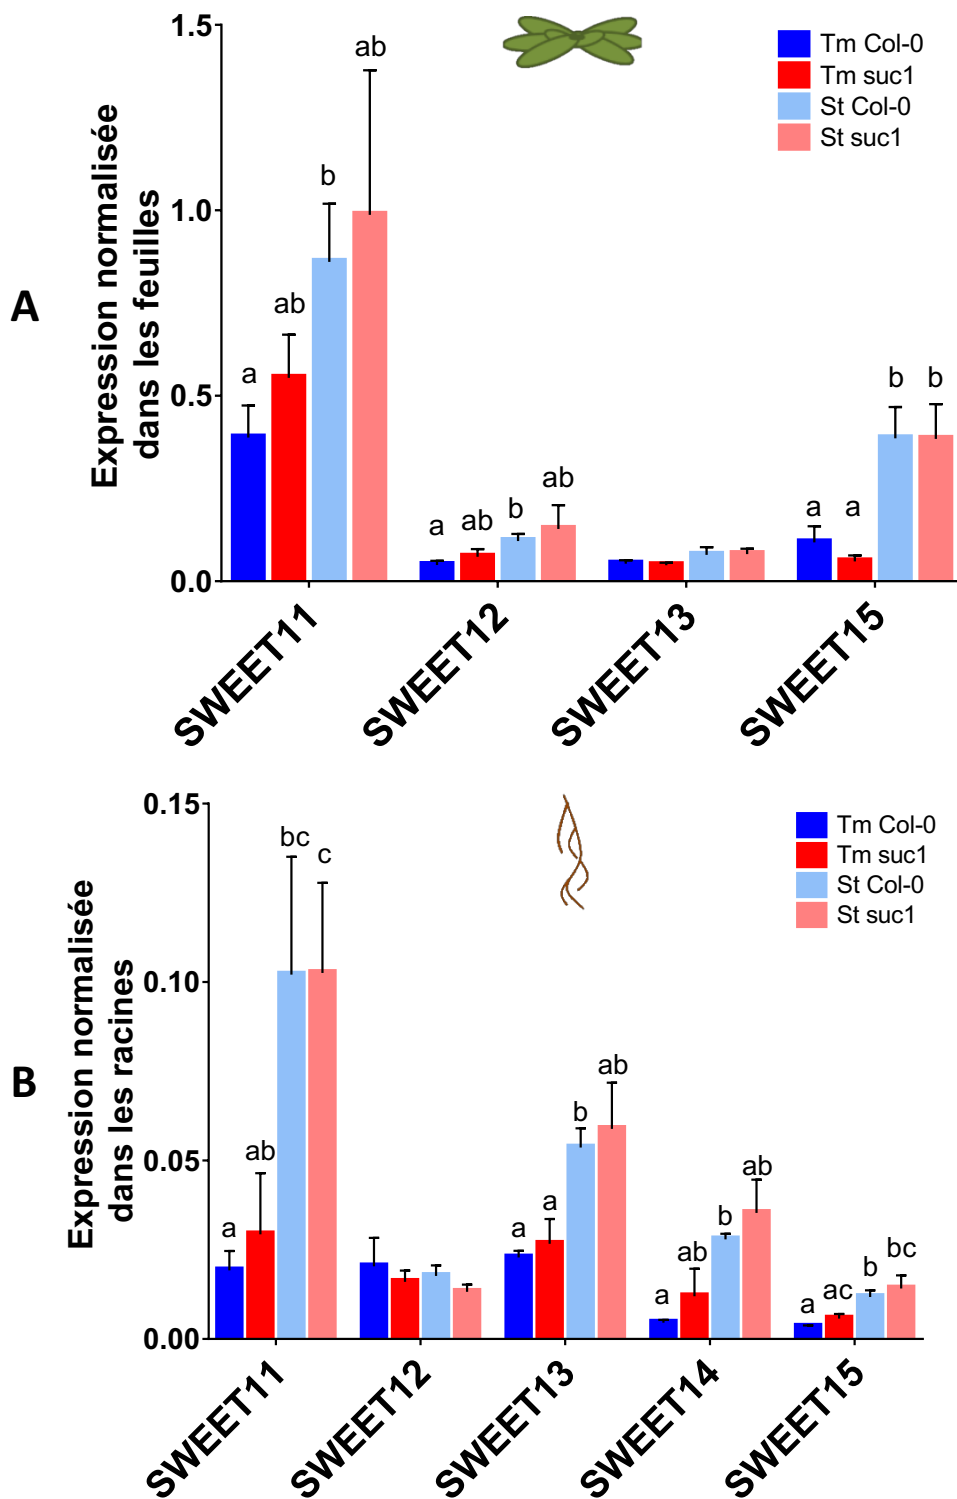 A
Expression normalisée
dans les feuilles
1.5
1.0
0.5
0.0
Tm Col-0
Tm suc1
St Col-0
St suc1
a
ab
b
ab
a
ab
b
ab
a
a
b
b
SWEET11
SWEET12
SWEET13
SWEET15
B
Expression normalisée
dans les racines
0.15
0.10
0.05
0.00
Tm Col-0
Tm suc1
St Col-0
St suc1
a
ab
bc
c
a
a
b
ab
a
ab
b
ab
a
ac
b
bc
SWEET11
SWEET12
SWEET13
SWEET14
SWEET15